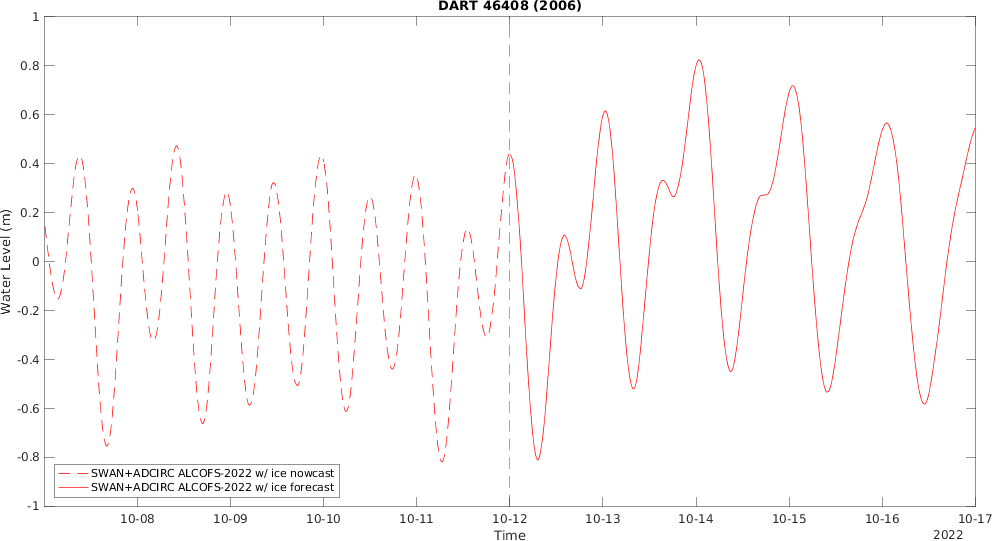 DART 46408 (2006)
1
0.8
0.6
0.4
0.2
0
-0.2
-0.4
-0.6
-0.8
-1
Water Level (m)
SWAN+ADCIRC ALCOFS-2022 w/ ice nowcast
SWAN+ADCIRC ALCOFS-2022 w/ ice forecast
10-08 10-09 10-10 10-11 10-12 10-13 10-14 10-15 10-16 10-17
Time
2022